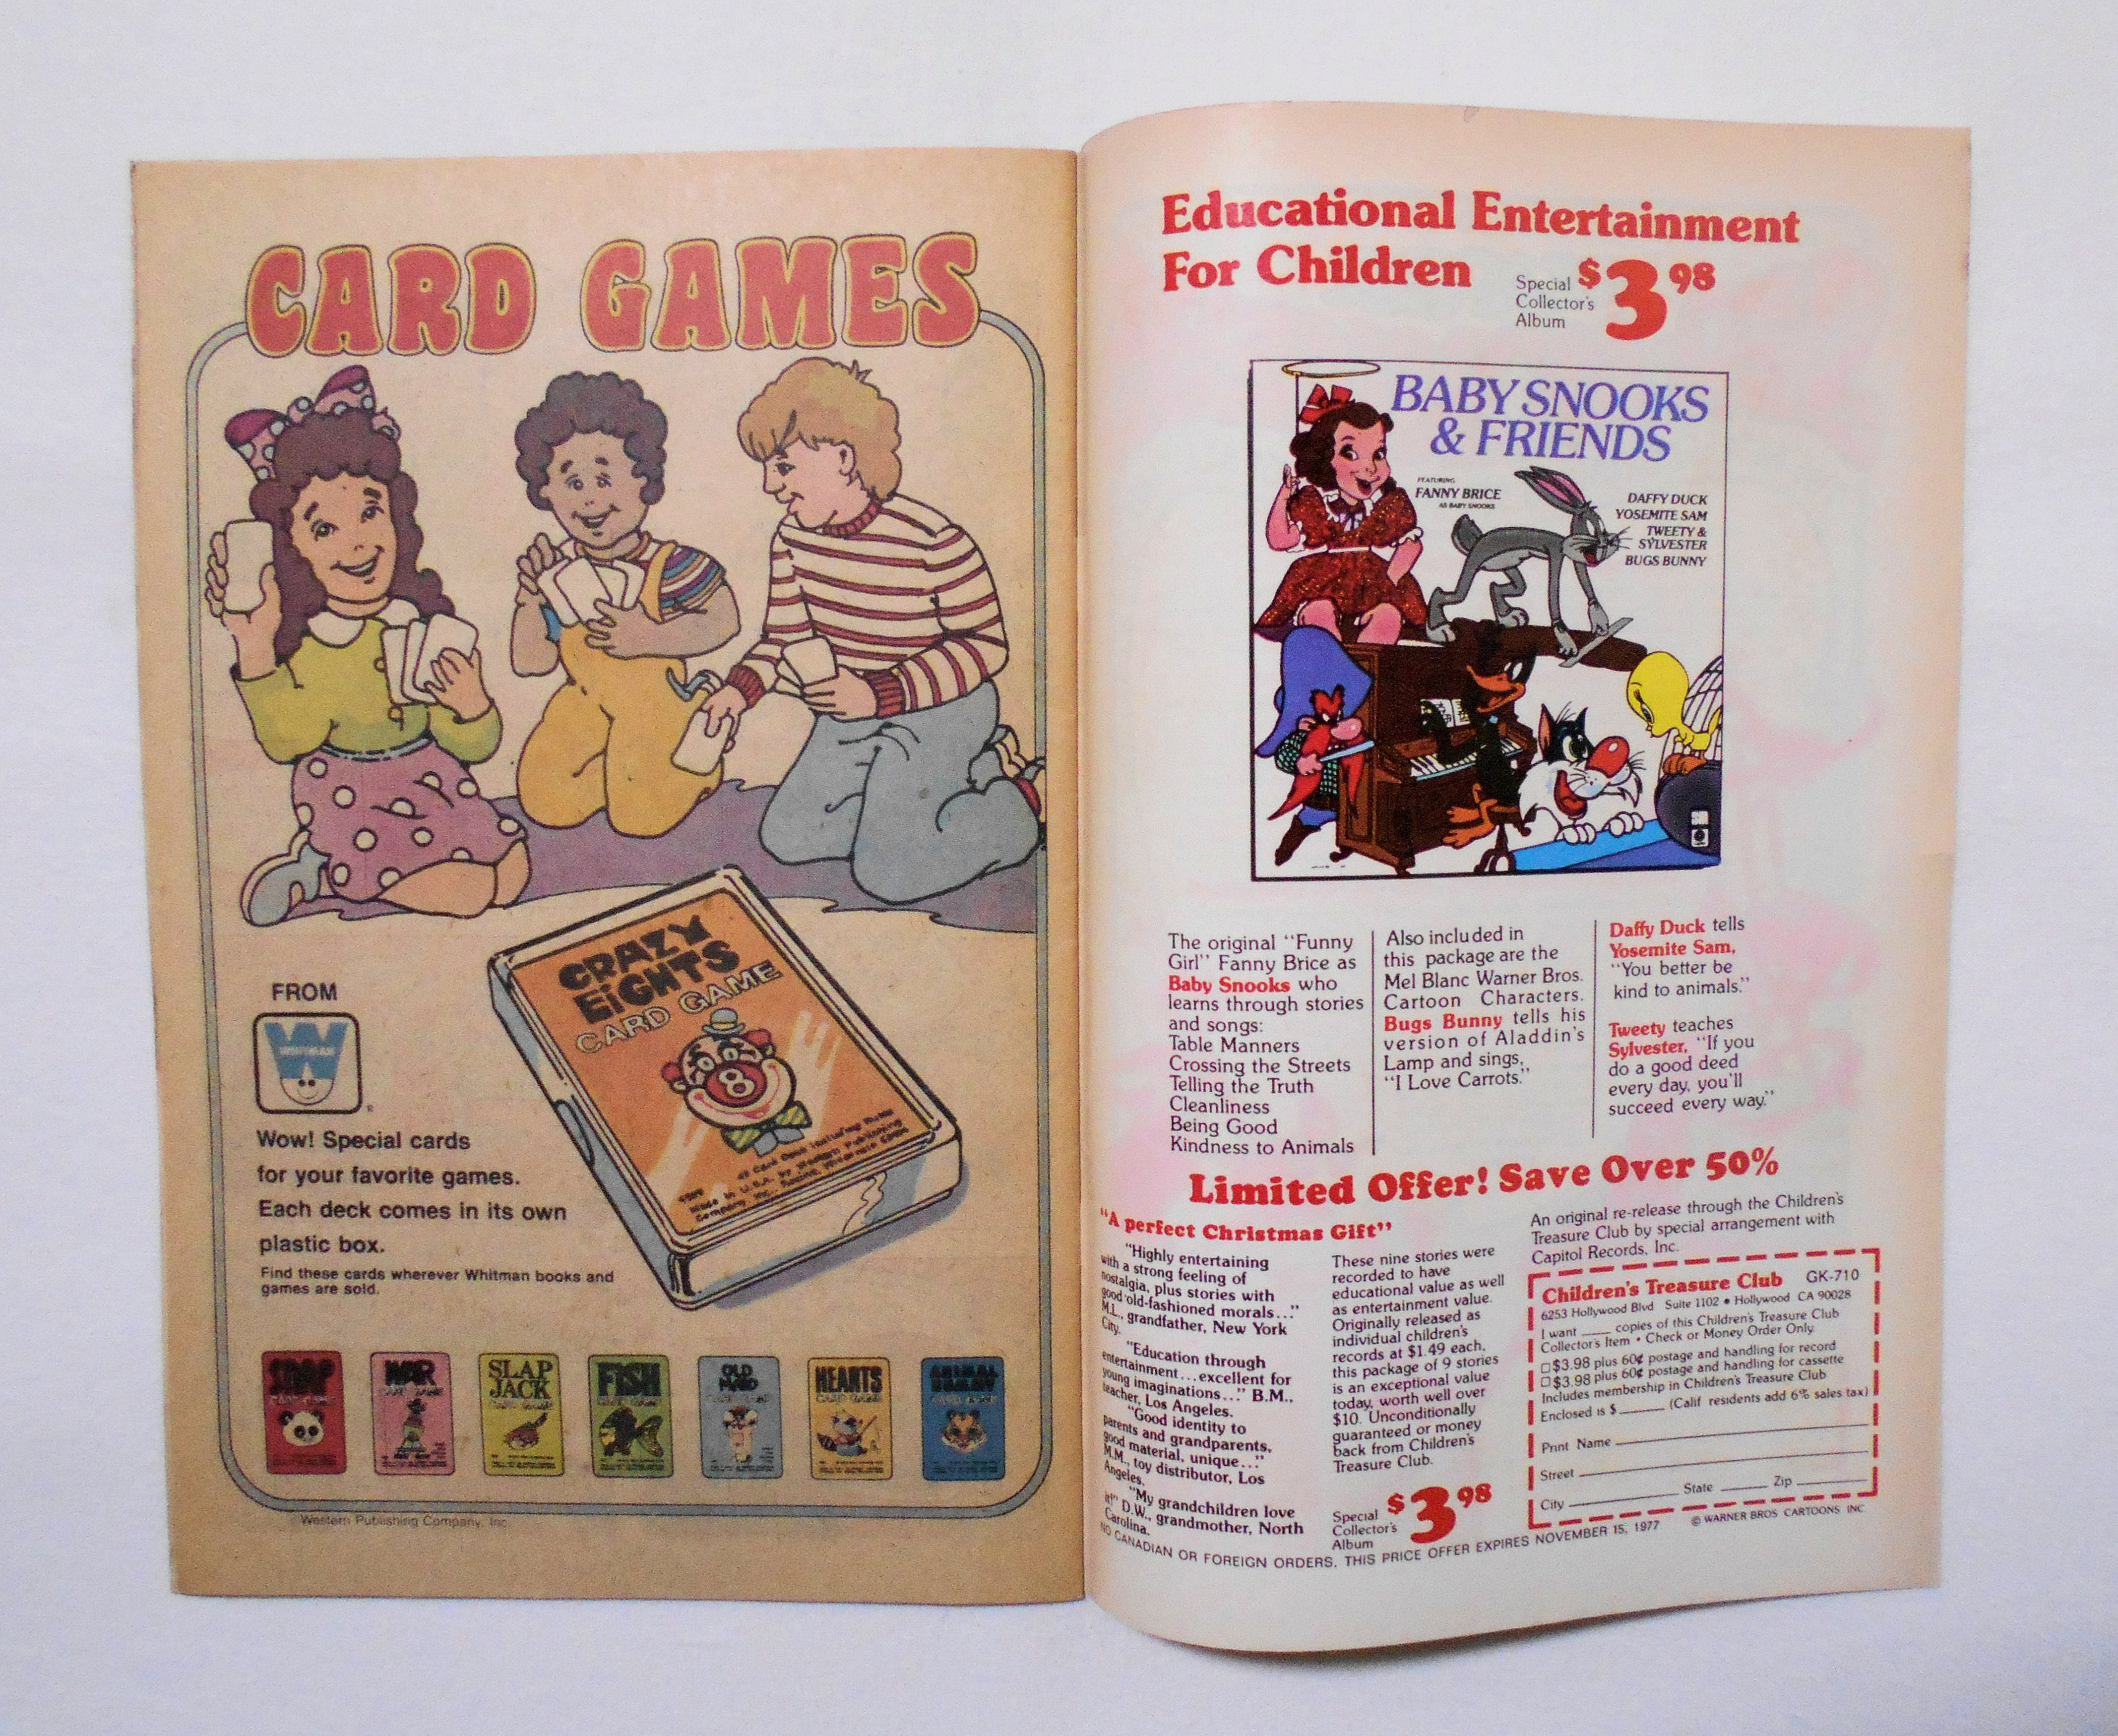 CARD GAMES
CRAZY
EIGHTS
CARD GAME
8
FROM
WHITMAN
®
Wow! Special cards
for your favorite games.
Each deck comes in its own
plastic box.
Find these cards wherever Whitman books and
games are sold.
WAR
SLAP
JACK
FISH
OLD
MAID
HEARTS
Western Publishing Company, Inc.
Educational Entertainment
For Children
Special
Collector's
Album
$3.98
BABY SNOOKS
& FRIENDS
FEATURING
FANNY BRICE
AS BABY SNOOKS
DAFFY DUCK
YOSEMITE SAM
TWEETY &
SYLVESTER
BUGS BUNNY
The original "Funny
Girl" Fanny Brice as
Baby Snooks who
learns through stories
and songs:
Table Manners
Crossing the Streets
Telling the Truth
Cleanliness
Being Good
Kindness to Animals
Also included in
this package are the
Mel Blanc Warner Bros.
Cartoon Characters.
Bugs Bunny tells his
version of Aladdin's
Lamp and sings,
"I Love Carrots."
Daffy Duck tells
Yosemite Sam,
"You better be
kind to animals."
Tweety teaches
Sylvester, "If you
do a good deed
every day, you'll
succeed every way."
Limited Offer! Save Over 50%
"A perfect Christmas Gift"
"Highly entertaining
with a strong feeling of
nostalgia, plus stories with
good old-fashioned morals..."
M.L., grandfather, New York
City.
"Education through
entertainment...excellent for
young imaginations..." B.M.,
teacher, Los Angeles.
"Good identity to
parents and grandparents,
good material, unique..."
M.M., toy distributor, Los
Angeles.
"My grandchildren love
it!" D.W., grandmother, North
Carolina.
These nine stories were
recorded to have
educational value as well
as entertainment value.
Originally released as
individual children's
records at $1.49 each,
this package of 9 stories
is an exceptional value
today, worth well over
$10. Unconditionally
guaranteed or money
back from Children's
Treasure Club.
Special
Collector's
Album
$3.98
An original re-release through the Children's
Treasure Club by special arrangement with
Capitol Records, Inc.
Children's Treasure Club GK-710
6253 Hollywood Blvd Suite 1102 • Hollywood CA 90028
I want ____ copies of this Children's Treasure Club
Collector's Item • Check or Money Order Only
□ $3.98 plus 60¢ postage and handling for record
□ $3.98 plus 60¢ postage and handling for cassette
Includes membership in Children's Treasure Club
Enclosed is $ ______ (Calif residents add 6% sales tax)
Print Name
Street
City State Zip
© WARNER BROS CARTOONS INC
NO CANADIAN OR FOREIGN ORDERS. THIS PRICE OFFER EXPIRES NOVEMBER 15, 1977